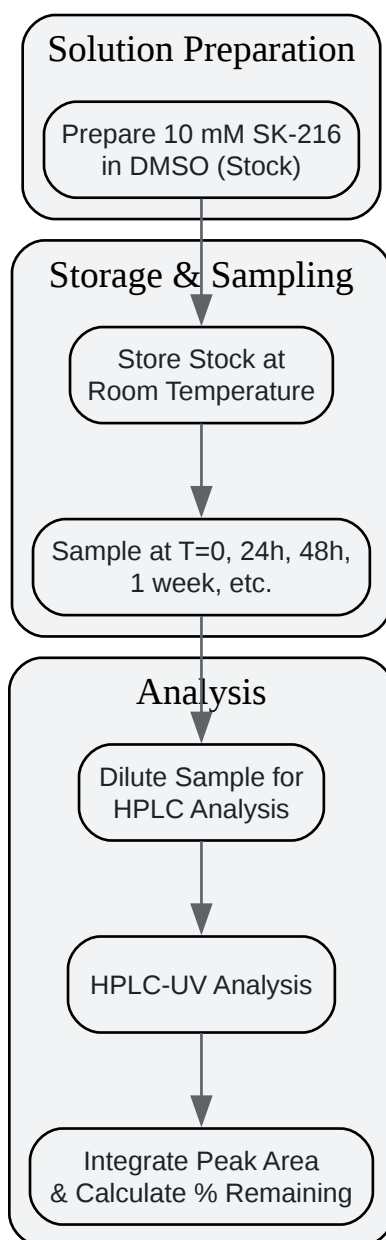 Solution Preparation
Prepare 10 mM SK-216
in DMSO (Stock)
Storage & Sampling
Store Stock at
Room Temperature
Sample at T=0, 24h, 48h,
1 week, etc.
Analysis
Dilute Sample for
HPLC Analysis
HPLC-UV Analysis
Integrate Peak Area
& Calculate % Remaining